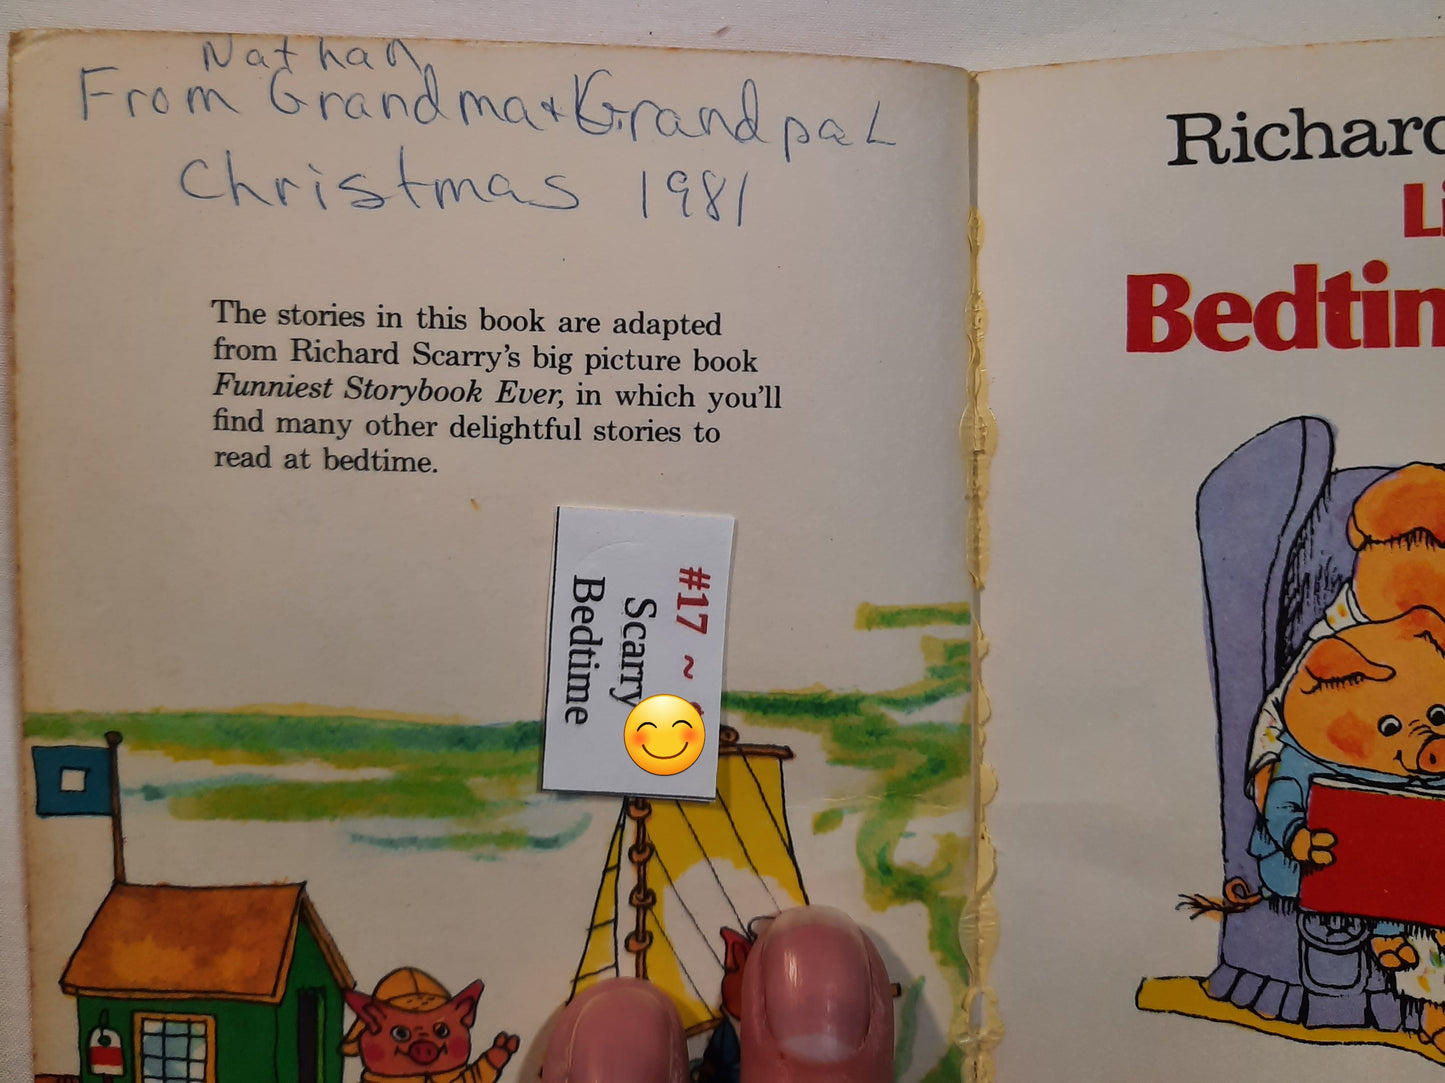 Nathan
From Grandma + Grandpa L
Christmas 1981
The stories in this book are adapted
from Richard Scarry's big picture book
Funniest Storybook Ever, in which you'll
find many other delightful stories to
read at bedtime.
#17 ~
Scarry
Bedtime
Richard
Li
Bedtim